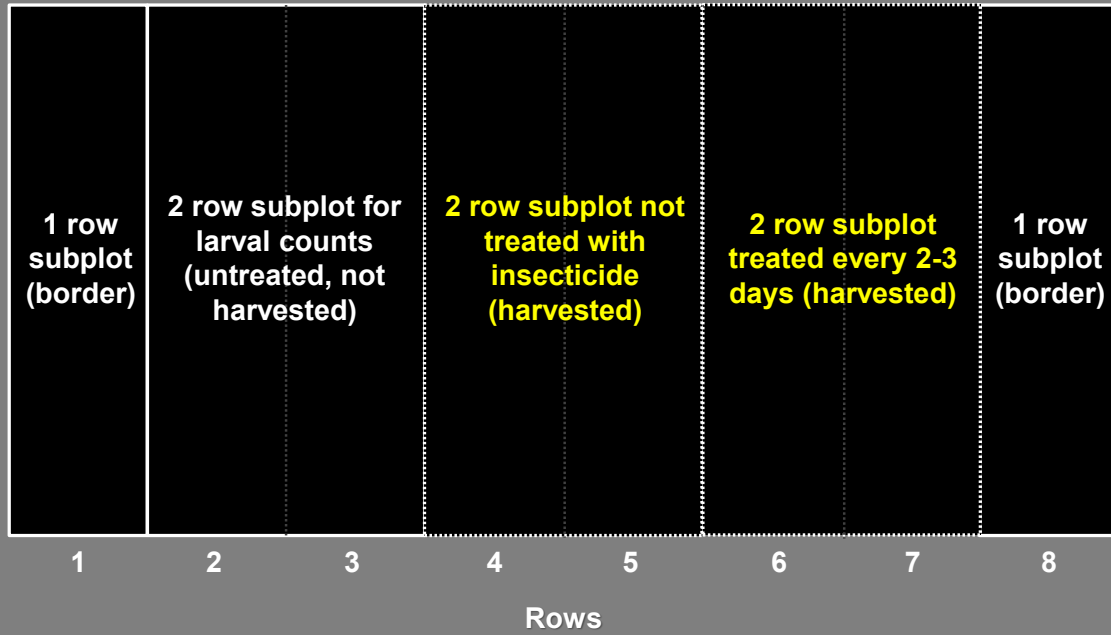 1 row
subplot
(border)
2 row subplot for
larval counts
(untreated, not
harvested)
2 row subplot not
treated with
insecticide
(harvested)
2 row subplot
treated every 2-3
days (harvested)
1 row
subplot
(border)
1 2 3 4 5 6 7 8
Rows